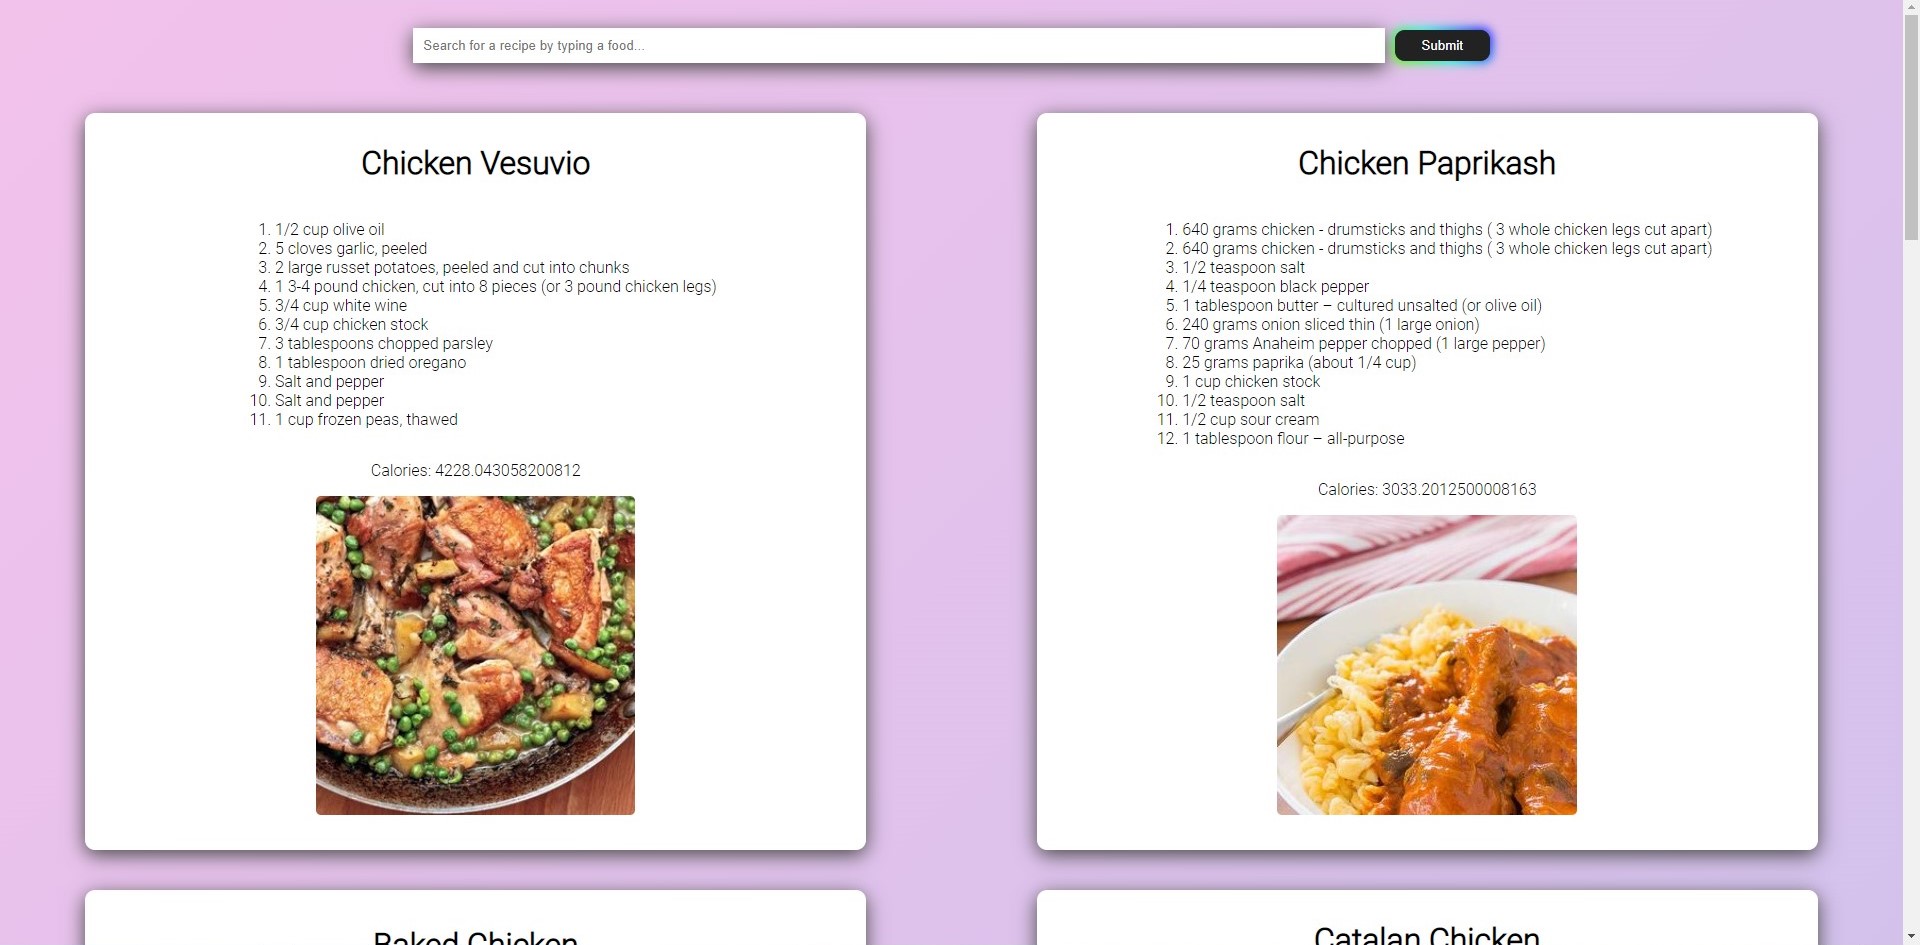 Search for a recipe by typing a food...
Submit
Chicken Vesuvio
1. 1/2 cup olive oil
2. 5 cloves garlic, peeled
3. 2 large russet potatoes, peeled and cut into chunks
4. 1 3-4 pound chicken, cut into 8 pieces (or 3 pound chicken legs)
5. 3/4 cup white wine
6. 3/4 cup chicken stock
7. 3 tablespoons chopped parsley
8. 1 tablespoon dried oregano
9. Salt and pepper
10. Salt and pepper
11. 1 cup frozen peas, thawed
Calories: 4228.043058200812
Chicken Paprikash
1. 640 grams chicken - drumsticks and thighs ( 3 whole chicken legs cut apart)
2. 640 grams chicken - drumsticks and thighs ( 3 whole chicken legs cut apart)
3. 1/2 teaspoon salt
4. 1/4 teaspoon black pepper
5. 1 tablespoon butter – cultured unsalted (or olive oil)
6. 240 grams onion sliced thin (1 large onion)
7. 70 grams Anaheim pepper chopped (1 large pepper)
8. 25 grams paprika (about 1/4 cup)
9. 1 cup chicken stock
10. 1/2 teaspoon salt
11. 1/2 cup sour cream
12. 1 tablespoon flour – all-purpose
Calories: 3033.2012500008163
Baked Chicken
Catalan Chicken